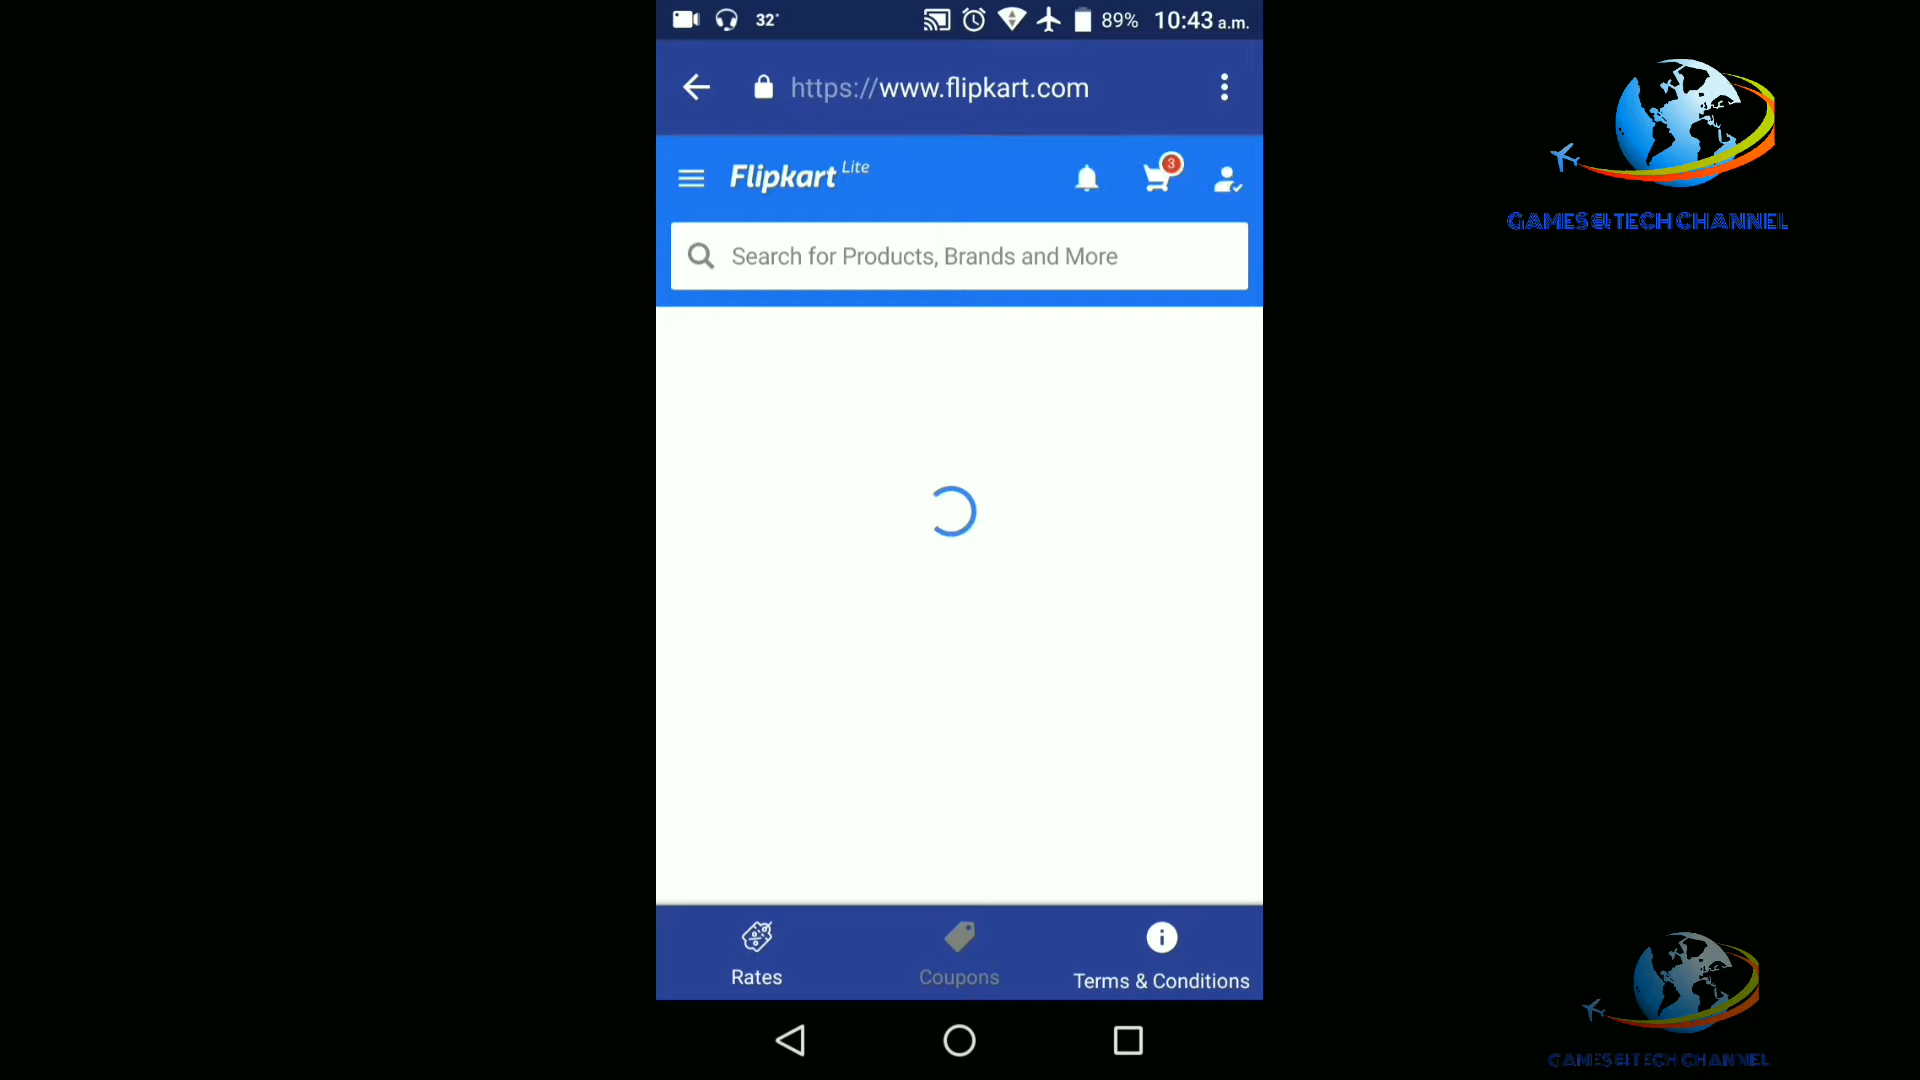 32°
89% 10:43 a.m.
https://www.flipkart.com
Flipkart Lite
3
Search for Products, Brands and More
Rates
Coupons
Terms & Conditions
GAMES@TECH CHANNEL
GAMES@TECH CHANNEL